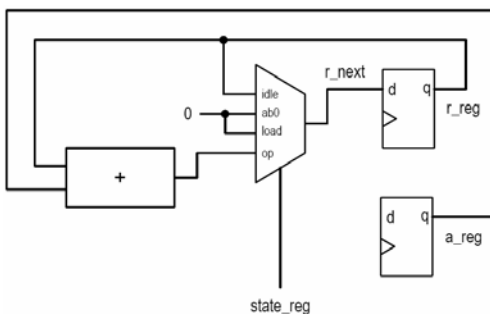 r_next
idle
d
q
0
ab0
r_reg
load
op
+
d
q
a_reg
state_reg